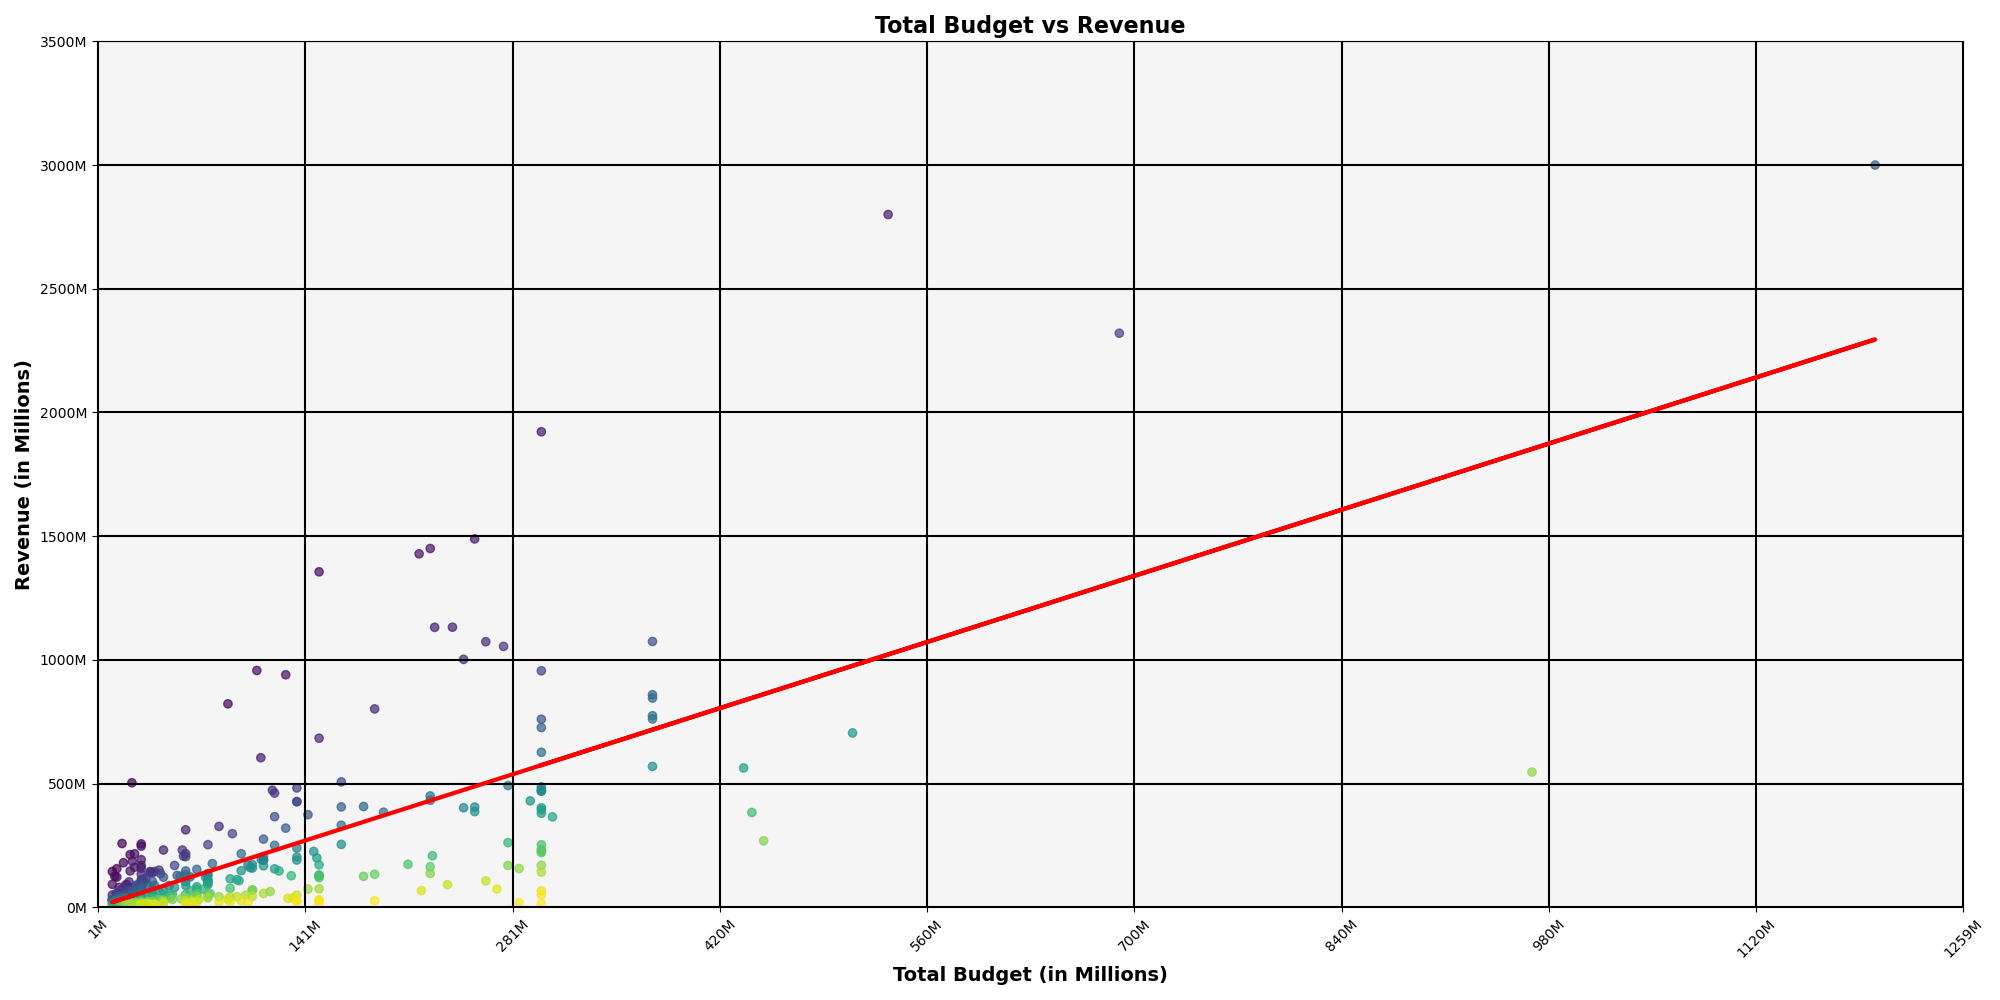 Total Budget vs Revenue
3500M
3000M
2500M
2000M
1500M
1000M
500M
0M
Revenue (in Millions)
1M
141M
281M
420M
560M
700M
840M
980M
1120M
1259M
Total Budget (in Millions)